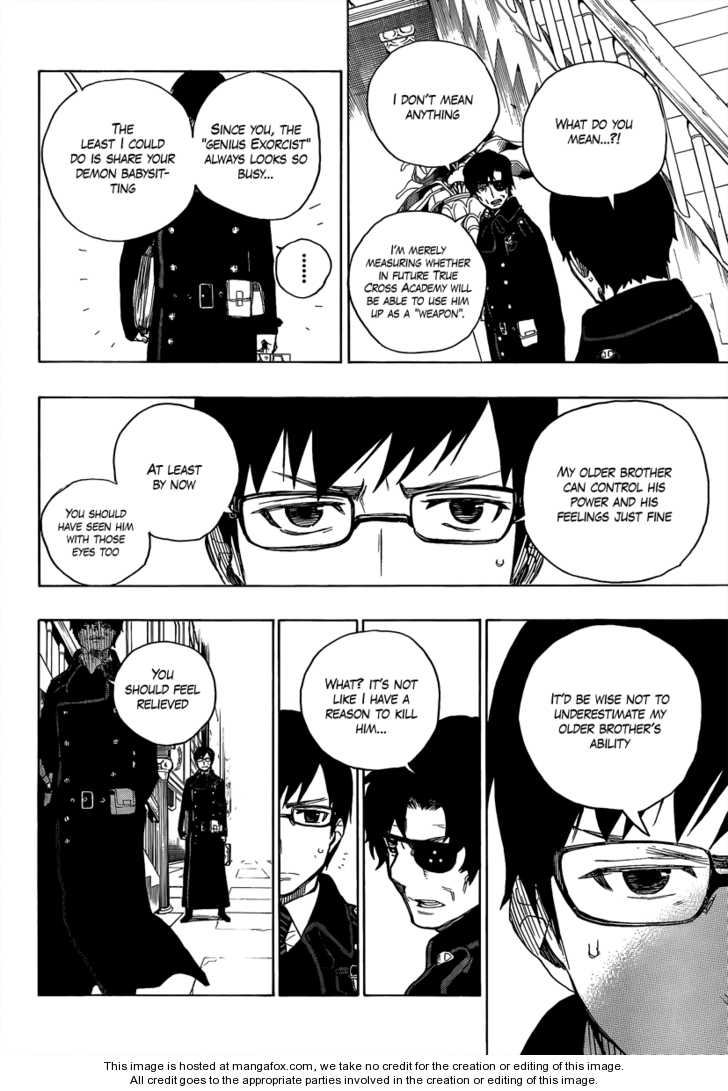 WHAT DO YOU
MEAN...?!
I DON'T MEAN
ANYTHING
I'M MERELY
MEASURING WHETHER
IN FUTURE TRUE
CROSS ACADEMY WILL
BE ABLE TO USE HIM
UP AS A "WEAPON".
SINCE YOU, THE
"GENIUS EXORCIST"
ALWAYS LOOKS SO
BUSY...
THE
LEAST I COULD
DO IS SHARE YOUR
DEMON BABYSIT-
TING
......
MY OLDER BROTHER
CAN CONTROL HIS
POWER AND HIS
FEELINGS JUST FINE
AT LEAST
BY NOW
YOU SHOULD
HAVE SEEN HIM
WITH THOSE
EYES TOO
IT'D BE WISE NOT TO
UNDERESTIMATE MY
OLDER BROTHER'S
ABILITY
WHAT? IT'S NOT
LIKE I HAVE A
REASON TO KILL
HIM...
YOU
SHOULD FEEL
RELIEVED
This image is hosted at mangafox.com, we take no credit for the creation or editing of this image.
All credit goes to the appropriate parties involved in the creation or editing of this image.